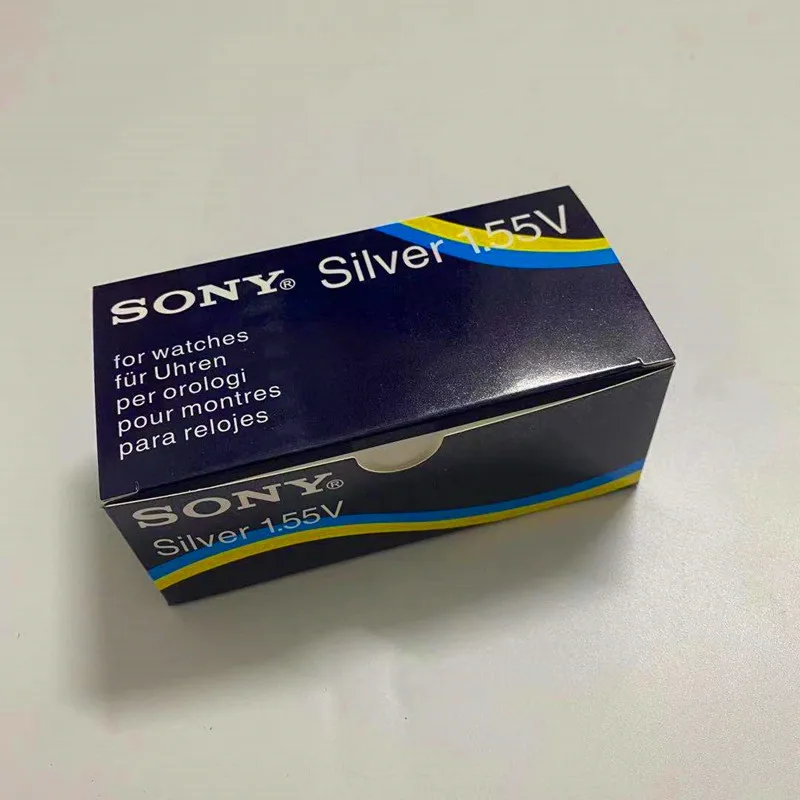 SONY® Silver 1.55V
for watches
für Uhren
per orologi
pour montres
para relojes
SONY®
Silver 1.55V